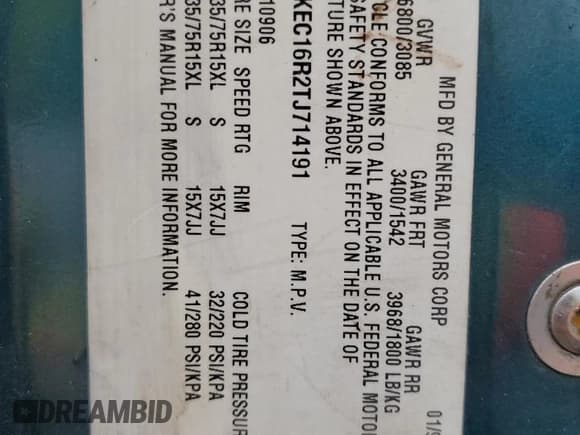 MFD BY GENERAL MOTORS CORP 01/9
GVWR GAWR FRT GAWR RR
6800/3085 3400/1542 3968/1800 LB/KG
CLE CONFORMS TO ALL APPLICABLE U.S. FEDERAL MOTO
SAFETY STANDARDS IN EFFECT ON THE DATE OF
TURE SHOWN ABOVE.
KEC16R2TJ714191 TYPE: M.P.V.
10906
RE SIZE SPEED RTG RIM COLD TIRE PRESSUR
35/75R15XL S 15X7JJ 32/220 PSI/KPA
35/75R15XL S 15X7JJ 41/280 PSI/KPA
R'S MANUAL FOR MORE INFORMATION.
DREAMBID